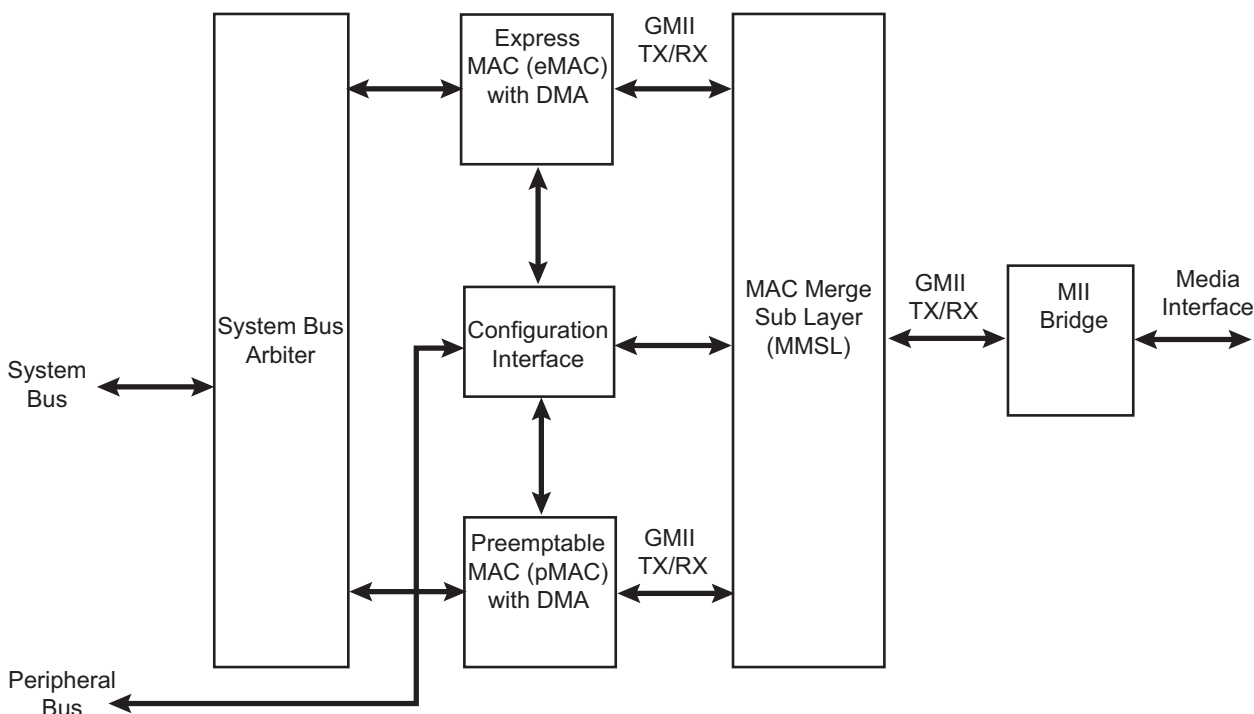 Express
MAC (eMAC)
with DMA
GMII
TX/RX
System Bus
Arbiter
Configuration
Interface
MAC Merge
Sub Layer
(MMSL)
GMII
TX/RX
MII
Bridge
Media
Interface
System
Bus
Preemptable
MAC (pMAC)
with DMA
GMII
TX/RX
Peripheral
Bus